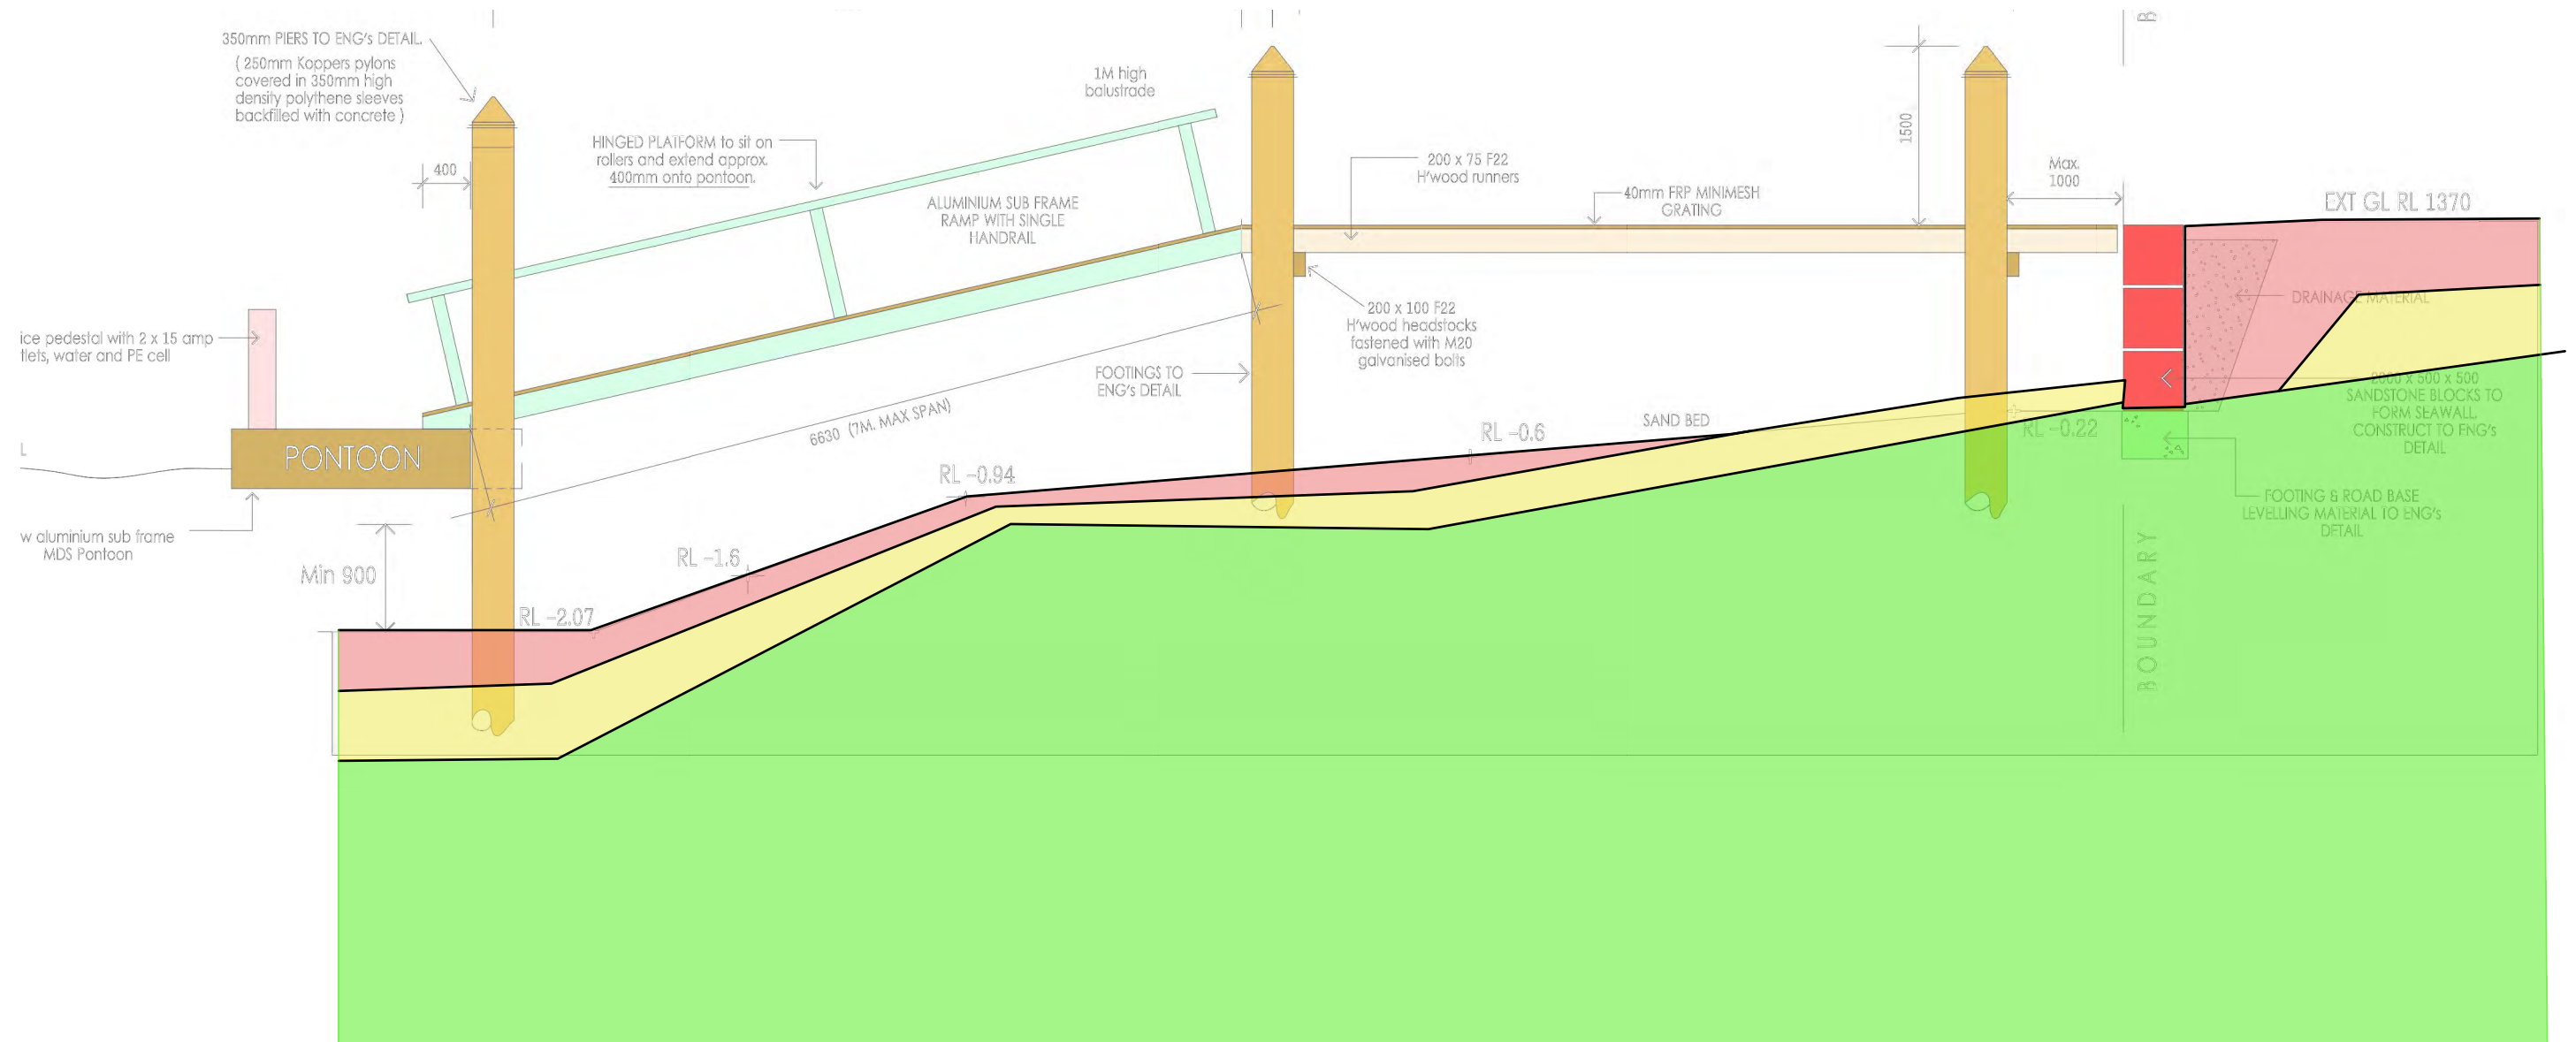 350mm PIERS TO ENG's DETAIL.
( 250mm Koppers pylons
covered in 350mm high
density polythene sleeves
backfilled with concrete )
400
HINGED PLATFORM to sit on
rollers and extend approx.
400mm onto pontoon.
1M high
balustrade
ALUMINIUM SUB FRAME
RAMP WITH SINGLE
HANDRAIL
200 x 75 F22
H'wood runners
40mm FRP MINIMESH
GRATING
1500
Max.
1000
B
EXT GL RL 1370
DRAINAGE MATERIAL
ice pedestal with 2 x 15 amp
tlets, water and PE cell
L
PONTOON
w aluminium sub frame
MDS Pontoon
Min 900
6630 (7M. MAX SPAN)
FOOTINGS TO
ENG's DETAIL
200 x 100 F22
H'wood headstocks
fastened with M20
galvanised bolts
SAND BED
RL -0.6
RL -0.94
RL -1.6
RL -2.07
RL -0.22
2000 x 500 x 500
SANDSTONE BLOCKS TO
FORM SEAWALL.
CONSTRUCT TO ENG's
DETAIL
FOOTING & ROAD BASE
LEVELLING MATERIAL TO ENG's
DETAIL
BOUNDARY